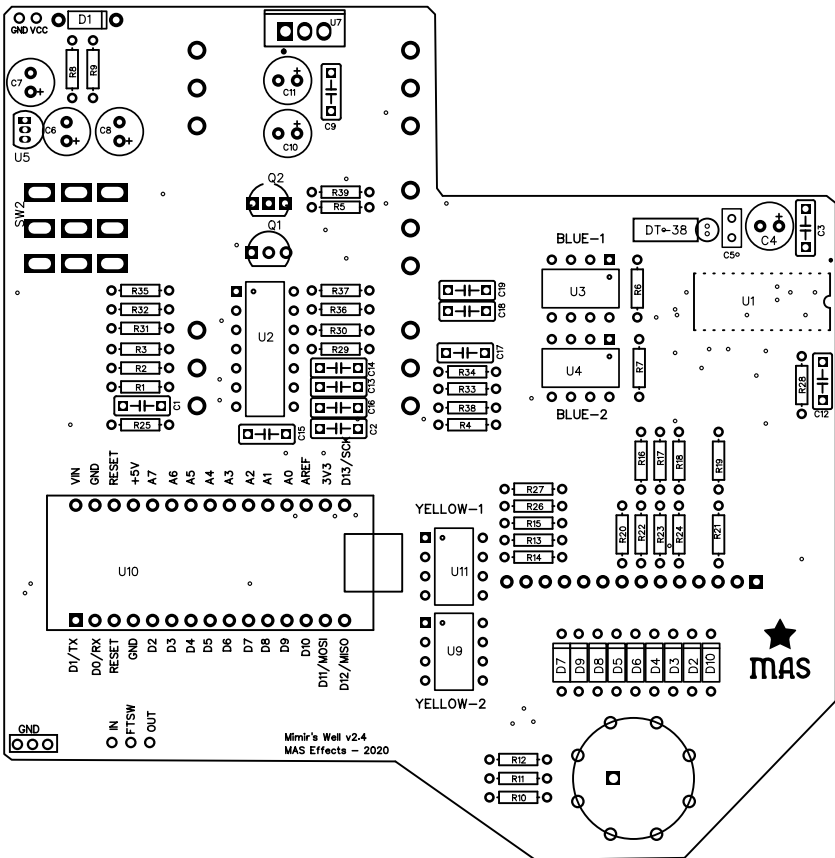 D1
U7
GND VCC
R8
R9
C7
C11
C9
C6
C8
C10
U5
Q2
R39
R5
SW2
Q1
DT-38
C5
C4
C3
BLUE-1
R35
R37
C19
U3
R6
U1
R32
R36
C18
R31
U2
R30
R3
R29
C17
R2
C14
R34
U4
R7
R28
R1
C13
R33
C1
C16
R38
BLUE-2
C12
R25
C15
C2
R4
VIN
GND
RESET
+5V
A7
A6
A5
A4
A3
A2
A1
A0
AREF
3V3
D13/SCK
R16
R17
R18
R19
R27
YELLOW-1
R26
R15
R20
R22
R23
R24
R21
R13
R14
U10
U11
D1/TX
D0/RX
RESET
GND
D2
D3
D4
D5
D6
D7
D8
D9
D10
D11/MOSI
D12/MISO
U9
D7
D9
D8
D5
D6
D4
D3
D2
D10
MAS
YELLOW-2
GND
IN
FTSW
OUT
Mimir's Well v2.4
MAS Effects - 2020
R12
R11
R10